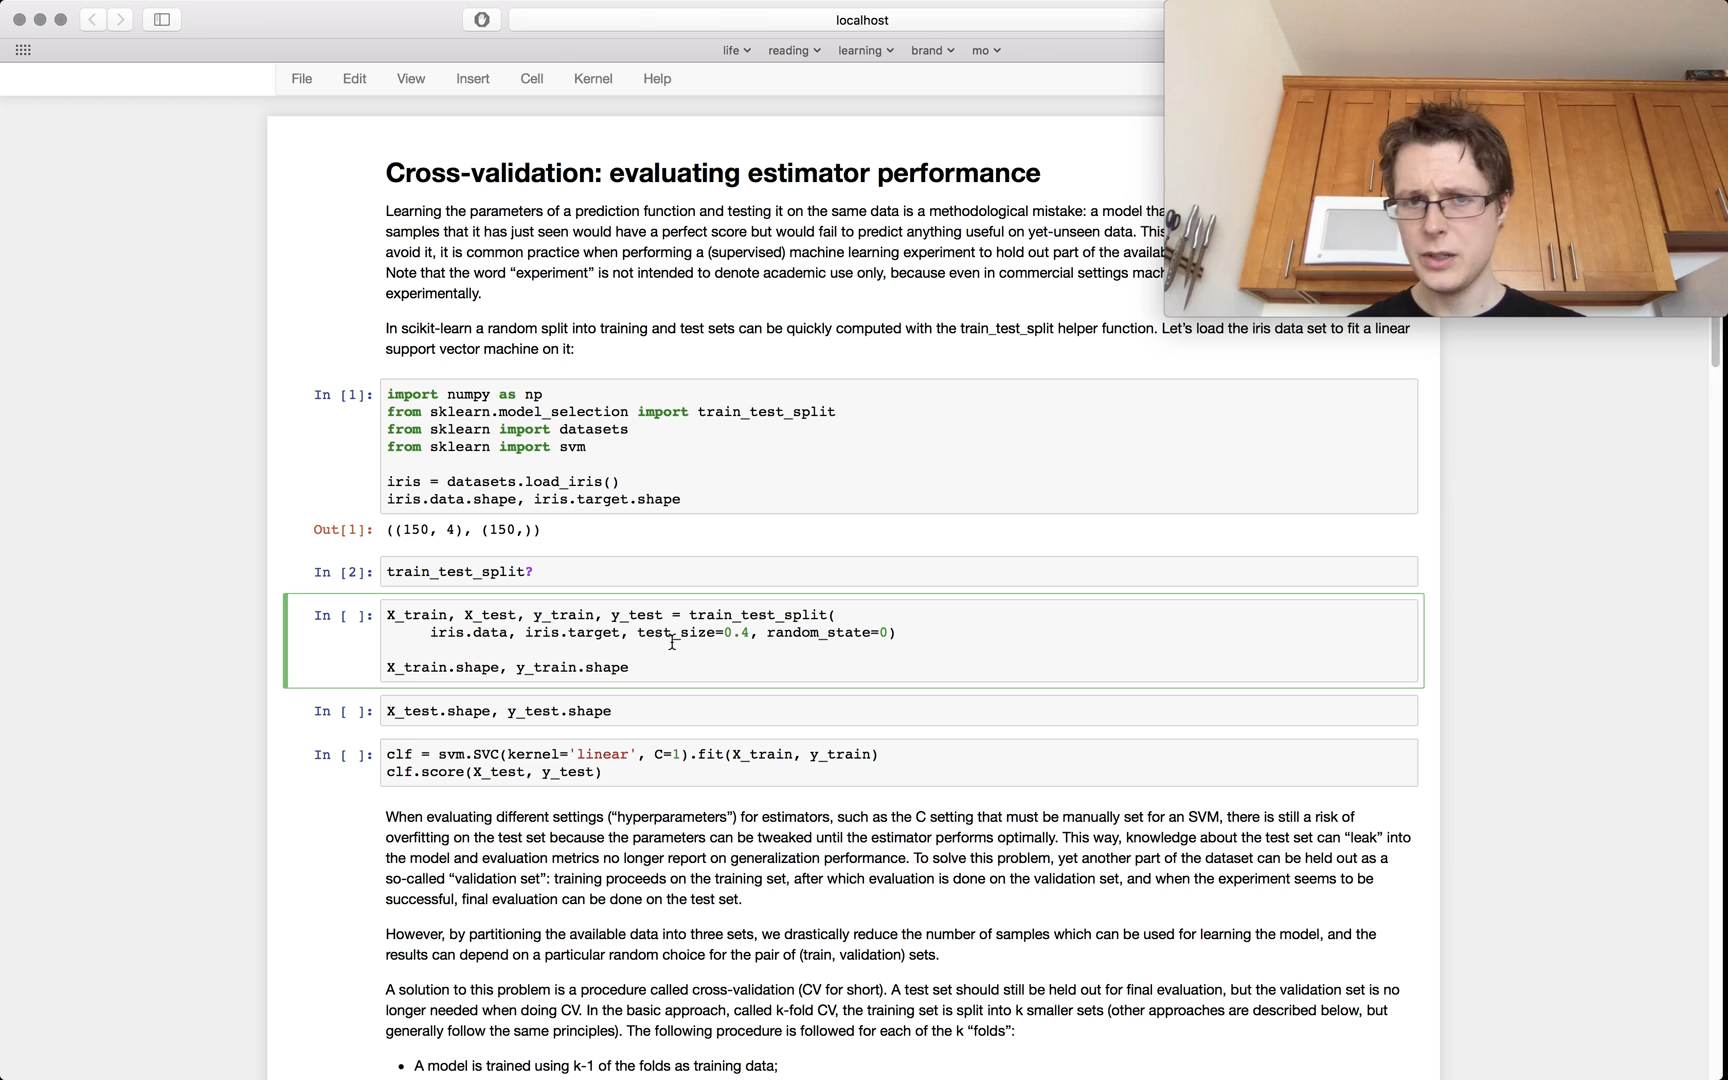 localhost
life reading learning brand mo
File Edit View Insert Cell Kernel Help
Cross-validation: evaluating estimator performance
Learning the parameters of a prediction function and testing it on the same data is a methodological mistake: a model
samples that it has just seen would have a perfect score but would fail to predict anything useful on yet-unseen data. This
avoid it, it is common practice when performing a (supervised) machine learning experiment to hold out part of the
Note that the word “experiment” is not intended to denote academic use only, because even in commercial settings
experimentally.
In scikit-learn a random split into training and test sets can be quickly computed with the train_test_split helper function. Let’s load the iris data set to fit a linear
support vector machine on it:
In [1]: import numpy as np
from sklearn.model_selection import train_test_split
from sklearn import datasets
from sklearn import svm
iris = datasets.load_iris()
iris.data.shape, iris.target.shape
Out[1]: ((150, 4), (150,))
In [2]: train_test_split?
In [ ]: X_train, X_test, y_train, y_test = train_test_split(
iris.data, iris.target, test_size=0.4, random_state=0)
X_train.shape, y_train.shape
In [ ]: X_test.shape, y_test.shape
In [ ]: clf = svm.SVC(kernel='linear', C=1).fit(X_train, y_train)
clf.score(X_test, y_test)
When evaluating different settings (“hyperparameters”) for estimators, such as the C setting that must be manually set for an SVM, there is still a risk of
overfitting on the test set because the parameters can be tweaked until the estimator performs optimally. This way, knowledge about the test set can “leak” into
the model and evaluation metrics no longer report on generalization performance. To solve this problem, yet another part of the dataset can be held out as a
so-called “validation set”: training proceeds on the training set, after which evaluation is done on the validation set, and when the experiment seems to be
successful, final evaluation can be done on the test set.
However, by partitioning the available data into three sets, we drastically reduce the number of samples which can be used for learning the model, and the
results can depend on a particular random choice for the pair of (train, validation) sets.
A solution to this problem is a procedure called cross-validation (CV for short). A test set should still be held out for final evaluation, but the validation set is no
longer needed when doing CV. In the basic approach, called k-fold CV, the training set is split into k smaller sets (other approaches are described below, but
generally follow the same principles). The following procedure is followed for each of the k “folds”:
• A model is trained using k-1 of the folds as training data;